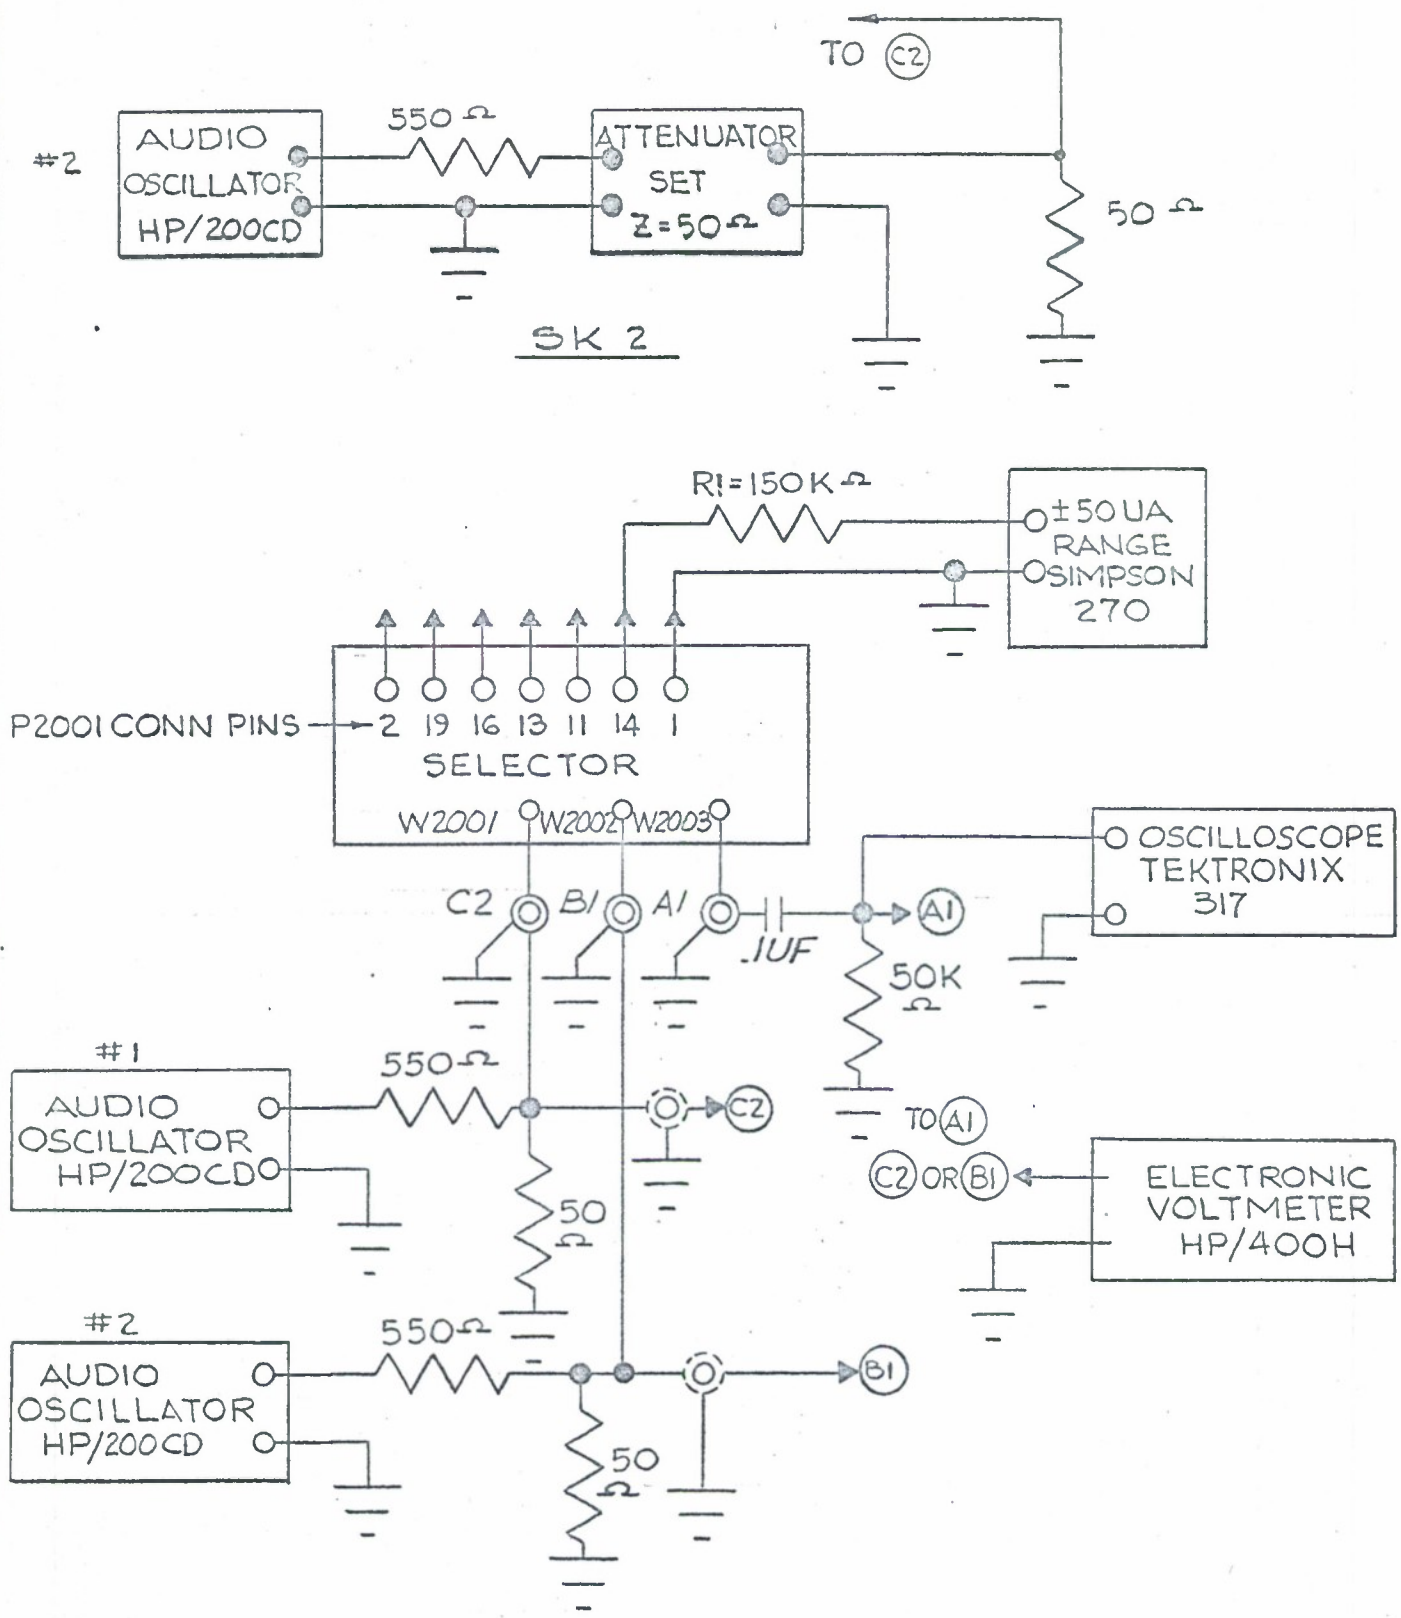 TO C2
550 Ω
#2
AUDIO
OSCILLATOR
HP/200CD
ATTENUATOR
SET
Z=50Ω
50 Ω
SK 2
R1=150K Ω
±50UA
RANGE
SIMPSON
270
P2001 CONN PINS
2 19 16 13 11 14 1
SELECTOR
W2001 W2002 W2003
C2 B1 A1
.1UF
A1
OSCILLOSCOPE
TEKTRONIX
317
50K
Ω
#1
AUDIO
OSCILLATOR
HP/200CD
550Ω
C2
50
Ω
TO A1
C2 OR B1
ELECTRONIC
VOLTMETER
HP/400H
#2
AUDIO
OSCILLATOR
HP/200CD
550Ω
B1
50
Ω